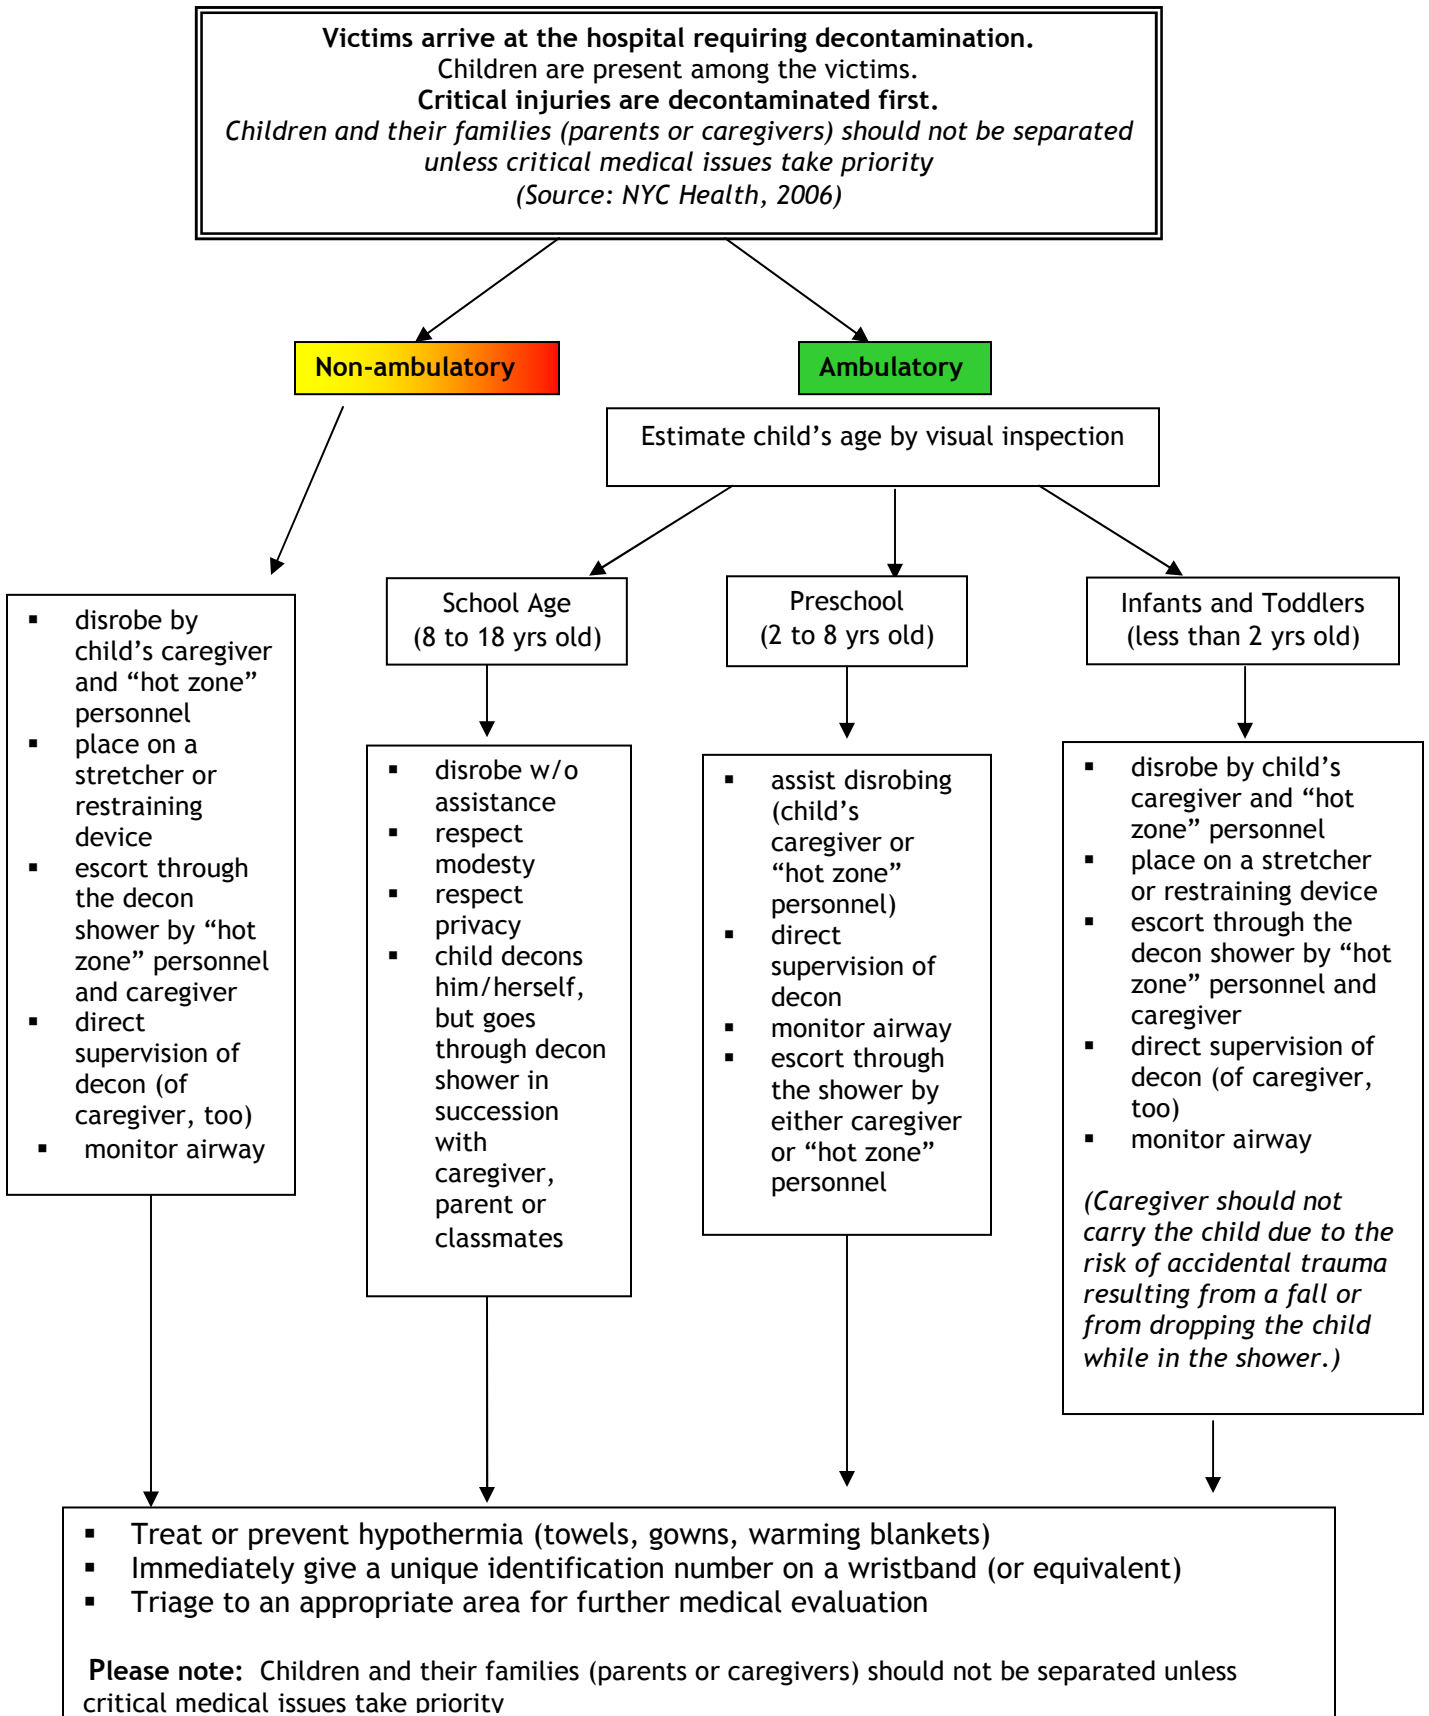 Victims arrive at the hospital requiring decontamination.
Children are present among the victims.
Critical injuries are decontaminated first.
Children and their families (parents or caregivers) should not be separated
unless critical medical issues take priority
(Source: NYC Health, 2006)
Non-ambulatory
Ambulatory
Estimate child’s age by visual inspection
▪ disrobe by
child’s caregiver
and “hot zone”
personnel
▪ place on a
stretcher or
restraining
device
▪ escort through
the decon
shower by “hot
zone” personnel
and caregiver
▪ direct
supervision of
decon (of
caregiver, too)
▪ monitor airway
School Age
(8 to 18 yrs old)
▪ disrobe w/o
assistance
▪ respect
modesty
▪ respect
privacy
▪ child decons
him/herself,
but goes
through decon
shower in
succession
with
caregiver,
parent or
classmates
Preschool
(2 to 8 yrs old)
▪ assist disrobing
(child’s
caregiver or
“hot zone”
personnel)
▪ direct
supervision of
decon
▪ monitor airway
▪ escort through
the shower by
either caregiver
or “hot zone”
personnel
Infants and Toddlers
(less than 2 yrs old)
▪ disrobe by child’s
caregiver and “hot
zone” personnel
▪ place on a stretcher
or restraining device
▪ escort through the
decon shower by “hot
zone” personnel and
caregiver
▪ direct supervision of
decon (of caregiver,
too)
▪ monitor airway
(Caregiver should not
carry the child due to the
risk of accidental trauma
resulting from a fall or
from dropping the child
while in the shower.)
▪ Treat or prevent hypothermia (towels, gowns, warming blankets)
▪ Immediately give a unique identification number on a wristband (or equivalent)
▪ Triage to an appropriate area for further medical evaluation
Please note: Children and their families (parents or caregivers) should not be separated unless
critical medical issues take priority